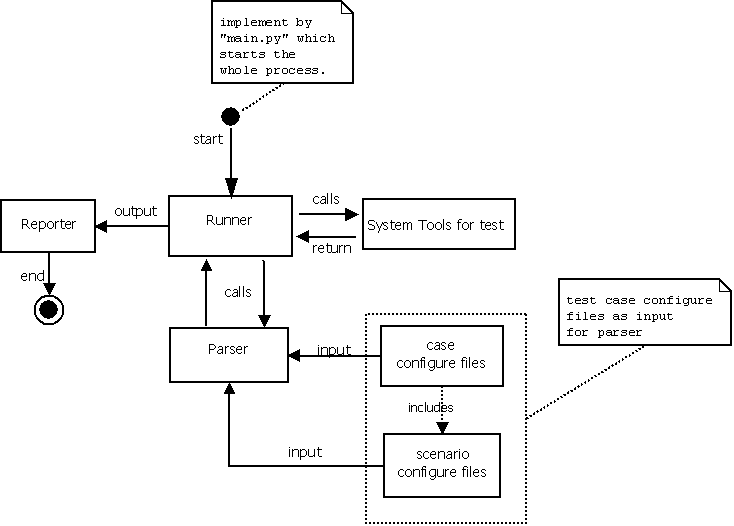 implement by
"main.py" which
starts the
whole process.
start
calls
output
Reporter
Runner
System Tools for test
return
end
calls
test case configure
files as input
for parser
Parser
input
case
configure files
includes
input
scenario
configure files